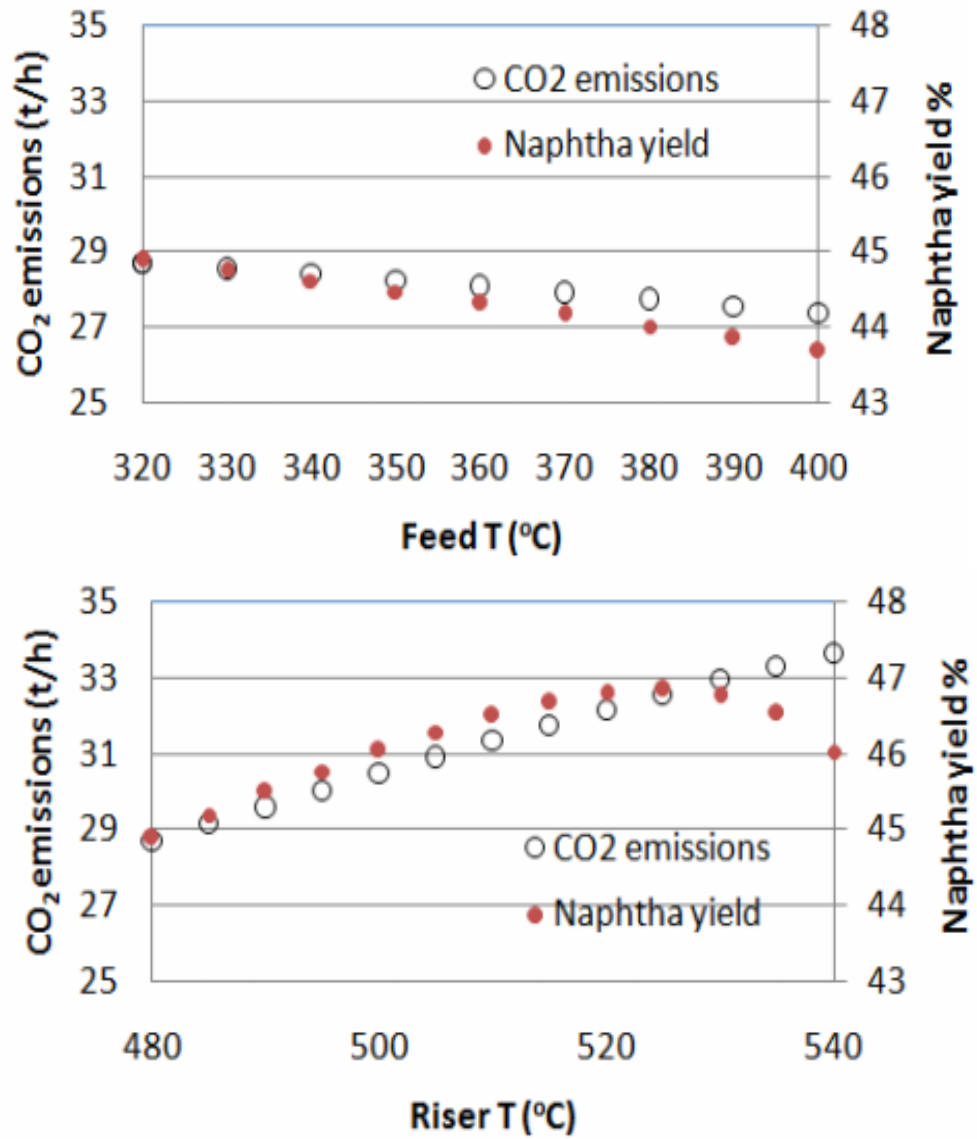 CO₂ emissions (t/h)
35
33
31
29
27
25
CO2 emissions
Naphtha yield
48
47
46
45
44
43
Naphtha yield %
320 330 340 350 360 370 380 390 400
Feed T (ºC)
CO₂ emissions (t/h)
35
33
31
29
27
25
CO2 emissions
Naphtha yield
48
47
46
45
44
43
Naphtha yield %
480 500 520 540
Riser T (ºC)